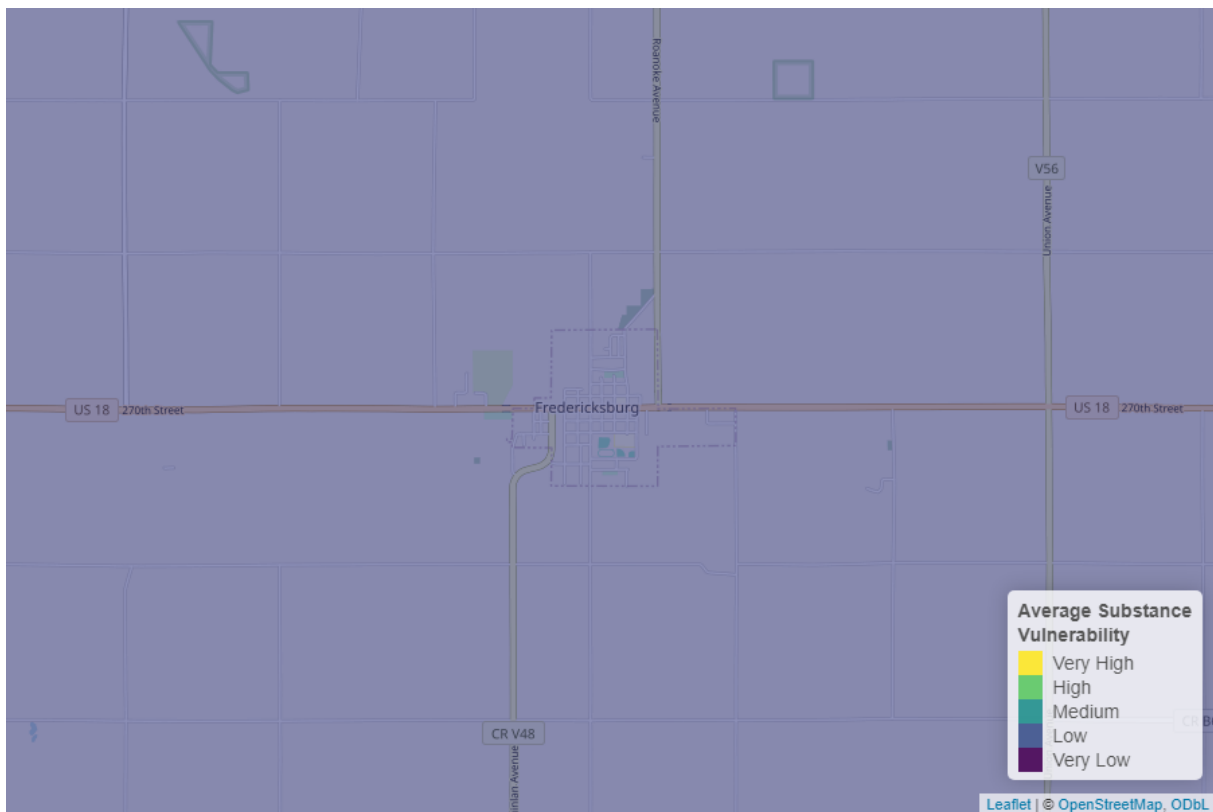 Roanoke Avenue
V56
Union Avenue
US 18 270th Street
Fredericksburg
US 18 270th Street
Average Substance
Vulnerability
Very High
High
Medium
Low
Very Low
CR V48
Leaflet | © OpenStreetMap, ODbL